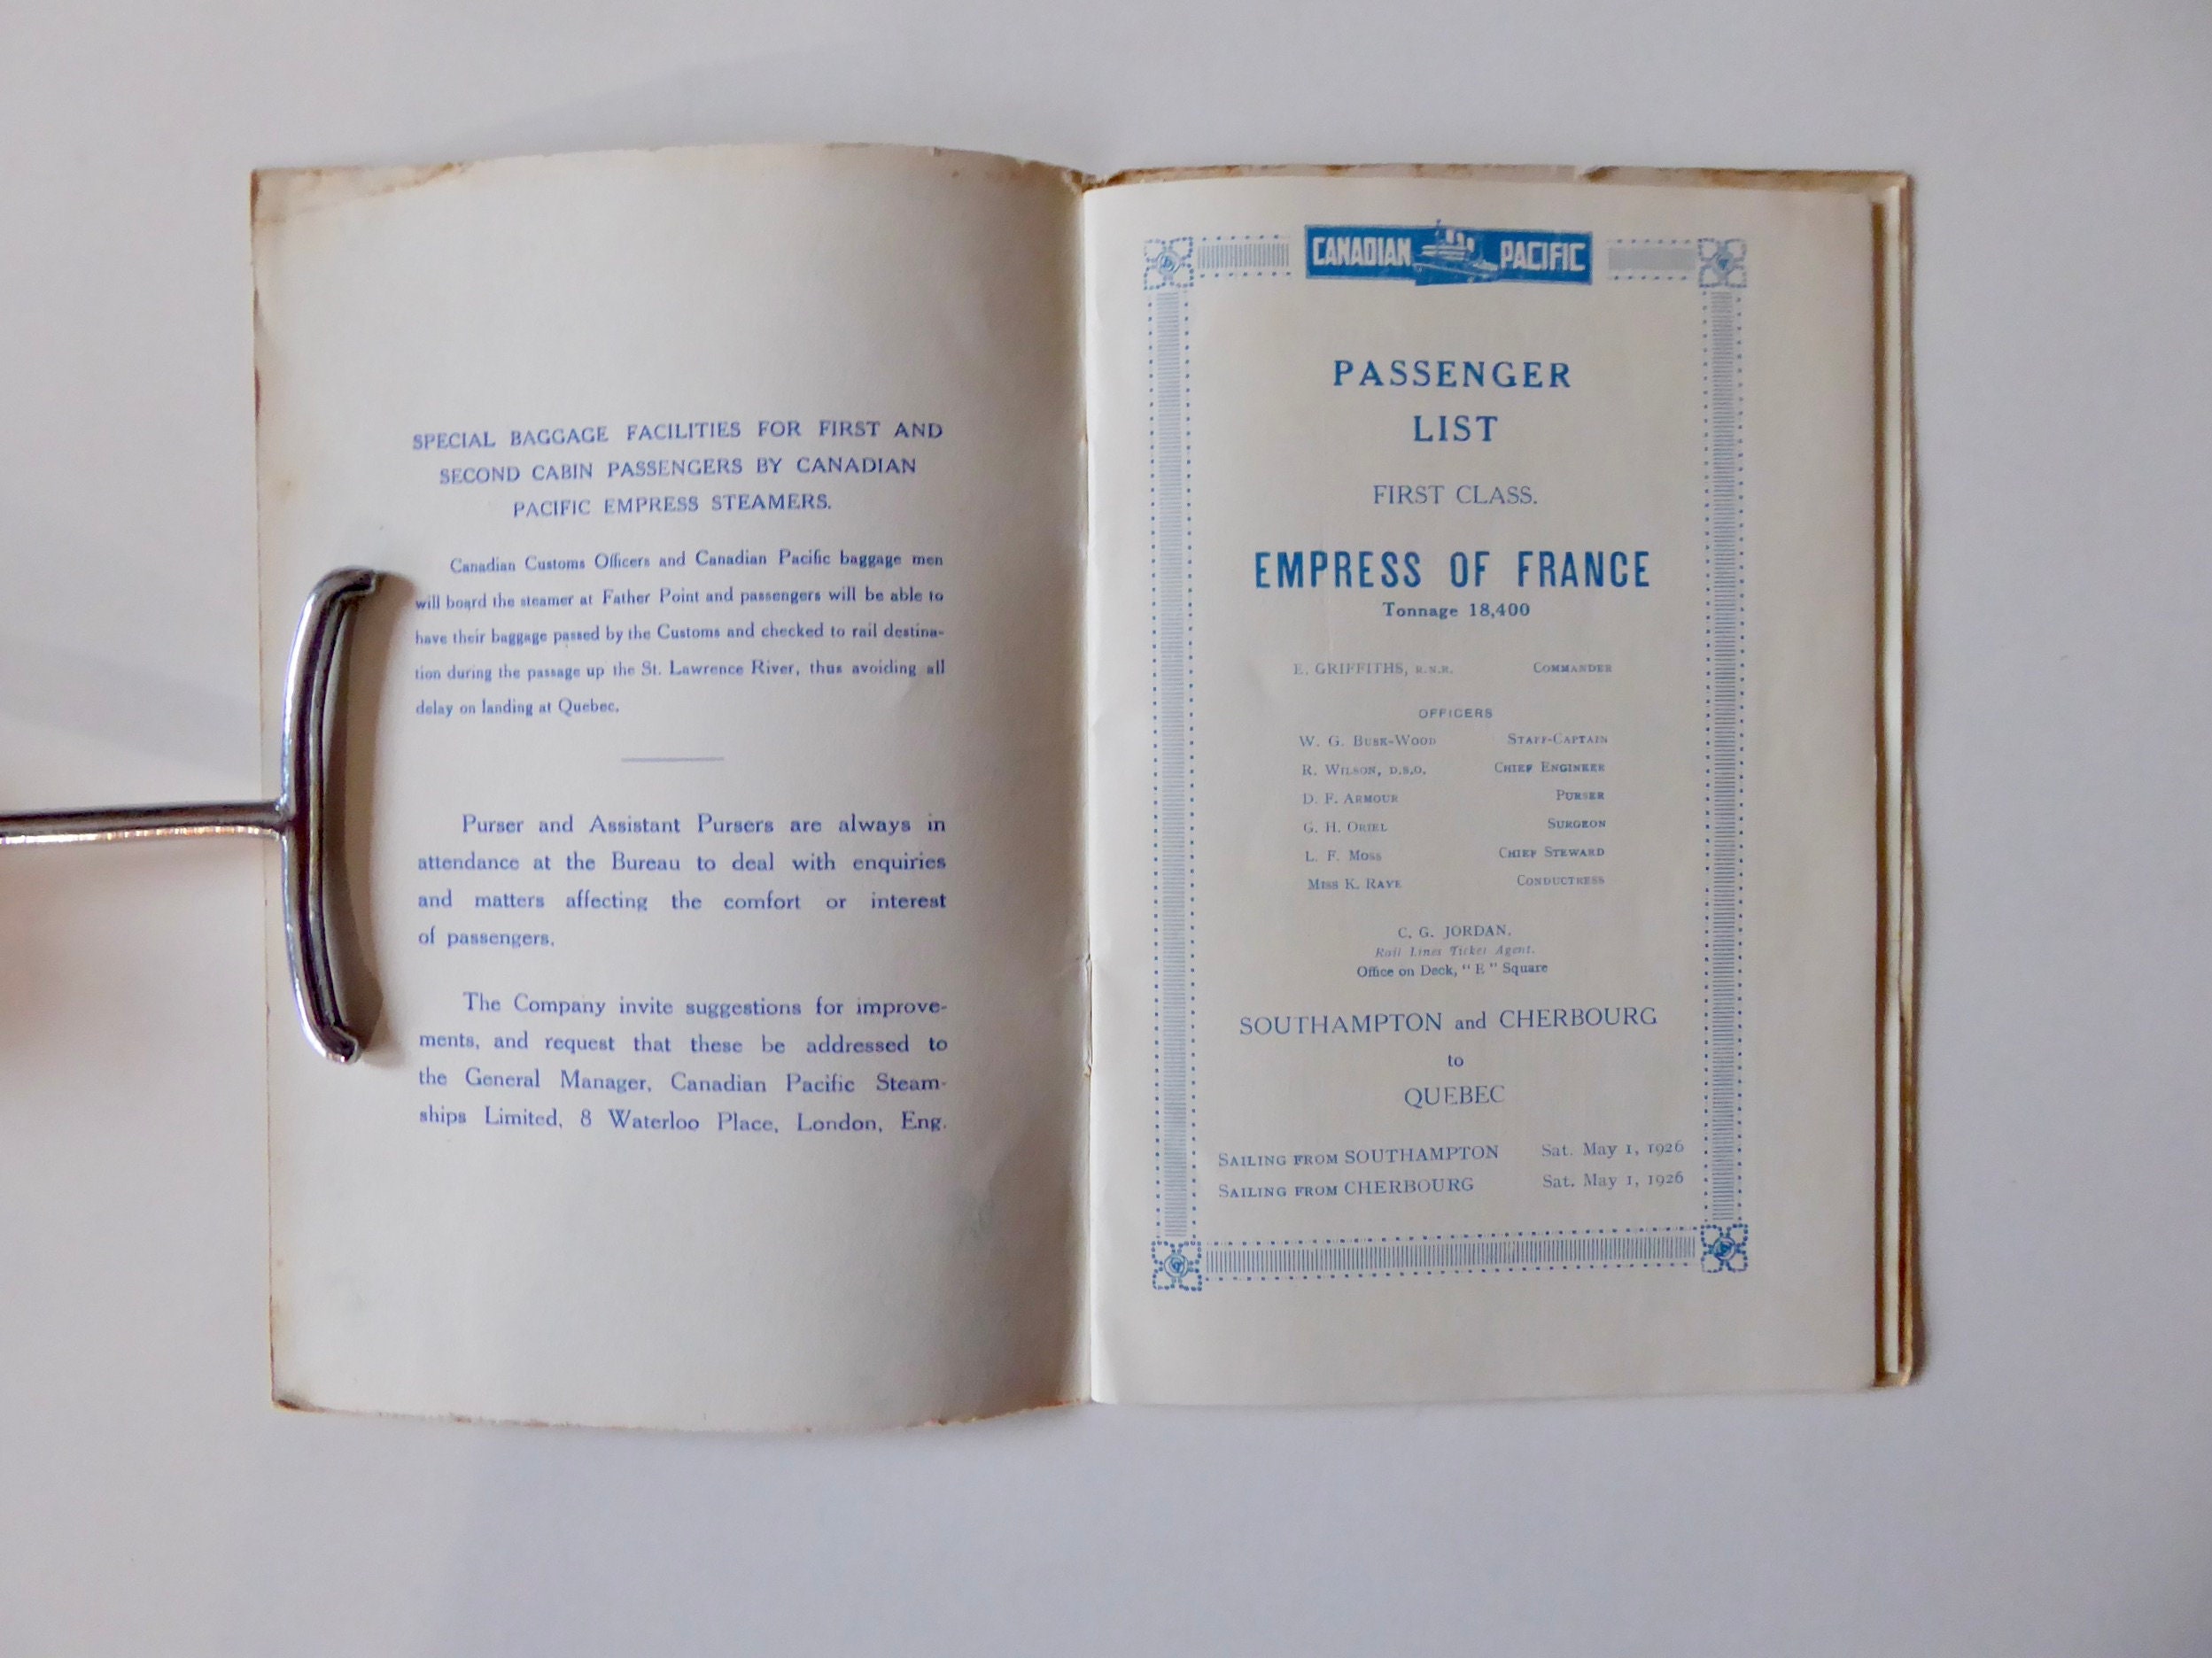 SPECIAL BAGGAGE FACILITIES FOR FIRST AND
SECOND CABIN PASSENGERS BY CANADIAN
PACIFIC EMPRESS STEAMERS.
Canadian Customs Officers and Canadian Pacific baggage men
will board the steamer at Father Point and passengers will be able to
have their baggage passed by the Customs and checked to rail destina-
tion during the passage up the St. Lawrence River, thus avoiding all
delay on landing at Quebec.
Purser and Assistant Pursers are always in
attendance at the Bureau to deal with enquiries
and matters affecting the comfort or interest
of passengers.
The Company invite suggestions for improve-
ments, and request that these be addressed to
the General Manager, Canadian Pacific Steam-
ships Limited, 8 Waterloo Place, London, Eng.
CANADIAN PACIFIC
PASSENGER
LIST
FIRST CLASS.
EMPRESS OF FRANCE
Tonnage 18,400
E. GRIFFITHS, R.N.R. COMMANDER
OFFICERS
W. G. BUSK-WOOD STAFF-CAPTAIN
R. WILSON, D.S.O. CHIEF ENGINEER
D. F. ARMOUR PURSER
G. H. ORIEL SURGEON
L. F. MOSS CHIEF STEWARD
MISS K. RAYE CONDUCTRESS
C. G. JORDAN.
Rail Lines Ticket Agent.
Office on Deck, "E" Square
SOUTHAMPTON and CHERBOURG
to
QUEBEC
SAILING FROM SOUTHAMPTON Sat. May 1, 1926
SAILING FROM CHERBOURG Sat. May 1, 1926